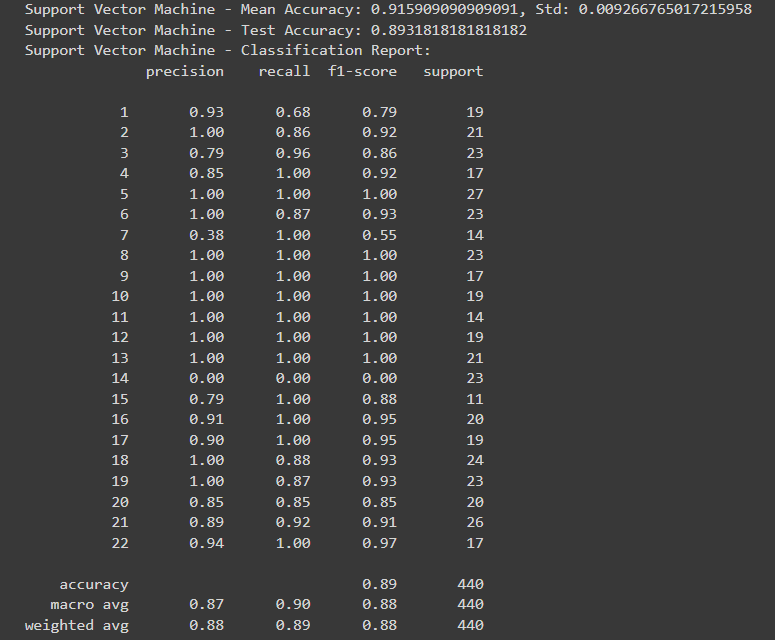 Support Vector Machine - Mean Accuracy: 0.915909090909091, Std: 0.009266765017215958
Support Vector Machine - Test Accuracy: 0.8931818181818182
Support Vector Machine - Classification Report:
precision recall f1-score support
1 0.93 0.68 0.79 19
2 1.00 0.86 0.92 21
3 0.79 0.96 0.86 23
4 0.85 1.00 0.92 17
5 1.00 1.00 1.00 27
6 1.00 0.87 0.93 23
7 0.38 1.00 0.55 14
8 1.00 1.00 1.00 23
9 1.00 1.00 1.00 17
10 1.00 1.00 1.00 19
11 1.00 1.00 1.00 14
12 1.00 1.00 1.00 19
13 1.00 1.00 1.00 21
14 0.00 0.00 0.00 23
15 0.79 1.00 0.88 11
16 0.91 1.00 0.95 20
17 0.90 1.00 0.95 19
18 1.00 0.88 0.93 24
19 1.00 0.87 0.93 23
20 0.85 0.85 0.85 20
21 0.89 0.92 0.91 26
22 0.94 1.00 0.97 17
accuracy 0.89 440
macro avg 0.87 0.90 0.88 440
weighted avg 0.88 0.89 0.88 440